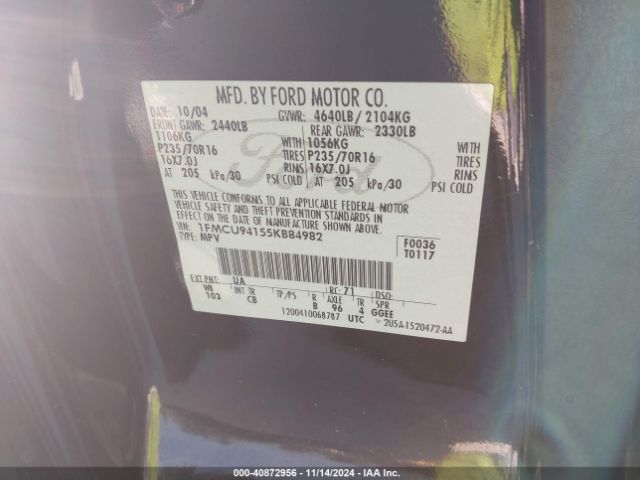 MFD. BY FORD MOTOR CO.
DATE: 10/04 GVWR: 4640LB/ 2104KG
FRONT GAWR: 2440LB REAR GAWR: 2330LB
1106KG WITH 1056KG WITH
P235/70R16 TIRES P235/70R16 TIRES
16X7.0J RIMS 16X7.0J RIMS
AT 205 kPa/30 PSI COLD AT 205 kPa/30 PSI COLD
THIS VEHICLE CONFORMS TO ALL APPLICABLE FEDERAL MOTOR
VEHICLE SAFETY AND THEFT PREVENTION STANDARDS IN
EFFECT ON THE DATE OF MANUFACTURE SHOWN ABOVE.
VIN: 1FMCU94155KB84982
TYPE: MPV
F0036
T0117
Ford
EXT PNT: UA RC: 71 DSO:
WB INT TR TP/PS R AXLE TR SPR
103 CB B 96 4 GGEE
1200410068787 UTC 2U5A-1520472-AA
40-40872956 - 11/14/2024 - IAA Inc.